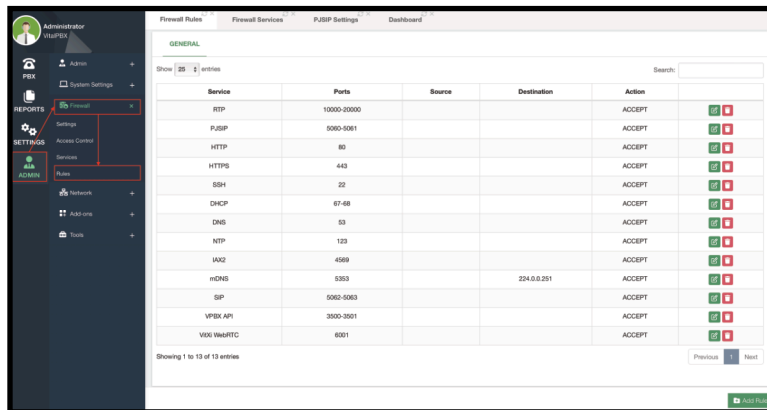 Administrator
VitalPBX
PBX
REPORTS
SETTINGS
ADMIN
Admin +
System Settings +
Firewall ×
Settings
Access Control
Services
Rules
Network +
Add-ons +
Tools +
Firewall Rules Firewall Services PJSIP Settings Dashboard
GENERAL
Show 25 entries Search:
Service Ports Source Destination Action
RTP 10000-20000 ACCEPT
PJSIP 5060-5061 ACCEPT
HTTP 80 ACCEPT
HTTPS 443 ACCEPT
SSH 22 ACCEPT
DHCP 67-68 ACCEPT
DNS 53 ACCEPT
NTP 123 ACCEPT
IAX2 4569 ACCEPT
mDNS 5353 224.0.0.251 ACCEPT
SIP 5062-5063 ACCEPT
VPBX API 3500-3501 ACCEPT
VitXi WebRTC 6001 ACCEPT
Showing 1 to 13 of 13 entries Previous 1 Next
Add Rule